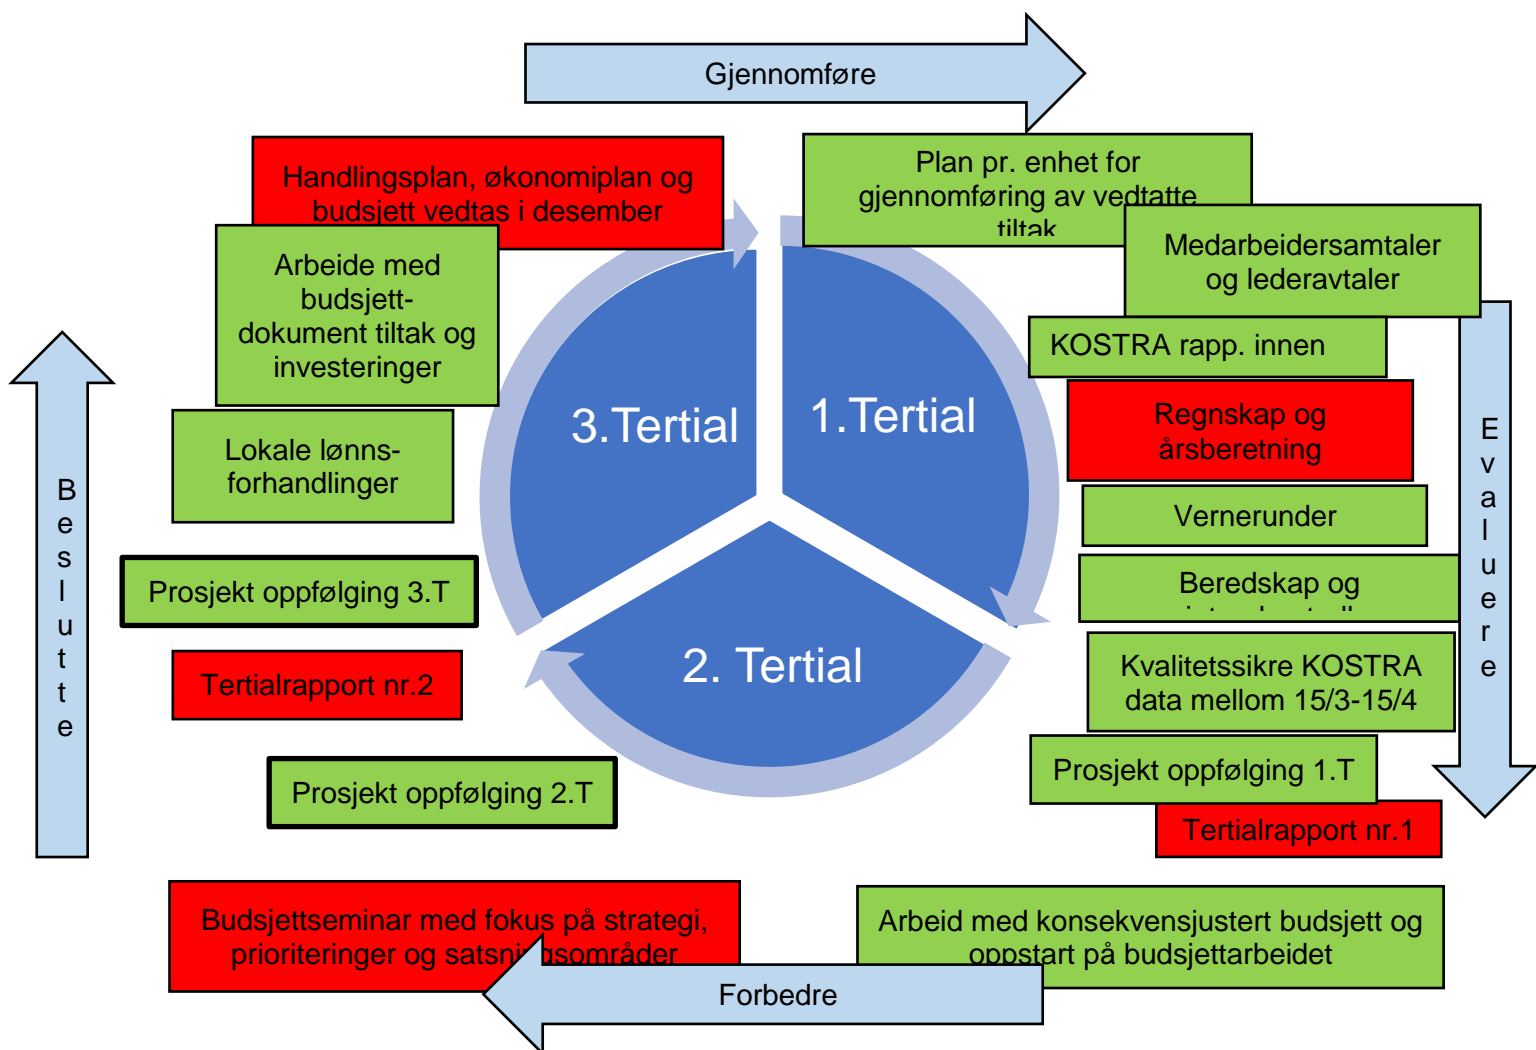 Gjennomføre
Handlingsplan, økonomiplan og
budsjett vedtas i desember
Plan pr. enhet for
gjennomføring av vedtatte
tiltak
Medarbeidersamtaler
og lederavtaler
Arbeide med
budsjett-
dokument tiltak og
investeringer
KOSTRA rapp. innen
Regnskap og
årsberetning
3.Tertial
1.Tertial
2. Tertial
Lokale lønns-
forhandlinger
Vernerunder
Beslutte
Evaluere
Prosjekt oppfølging 3.T
Beredskap og
Tertialrapport nr.2
Kvalitetssikre KOSTRA
data mellom 15/3-15/4
Prosjekt oppfølging 2.T
Prosjekt oppfølging 1.T
Tertialrapport nr.1
Budsjettseminar med fokus på strategi,
prioriteringer og satsningsområder
Arbeid med konsekvensjustert budsjett og
oppstart på budsjettarbeidet
Forbedre